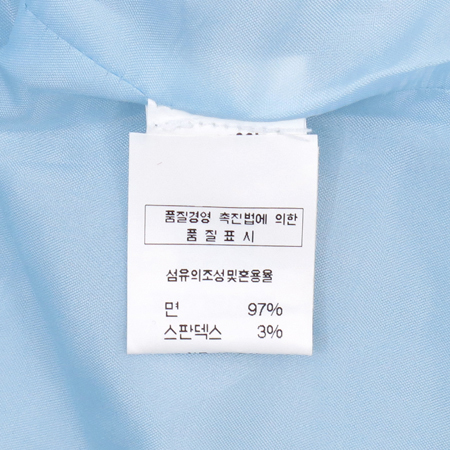 품질경영 촉진법에 의한
품 질 표 시
섬유의조성및혼용율
면 97%
스판덱스 3%